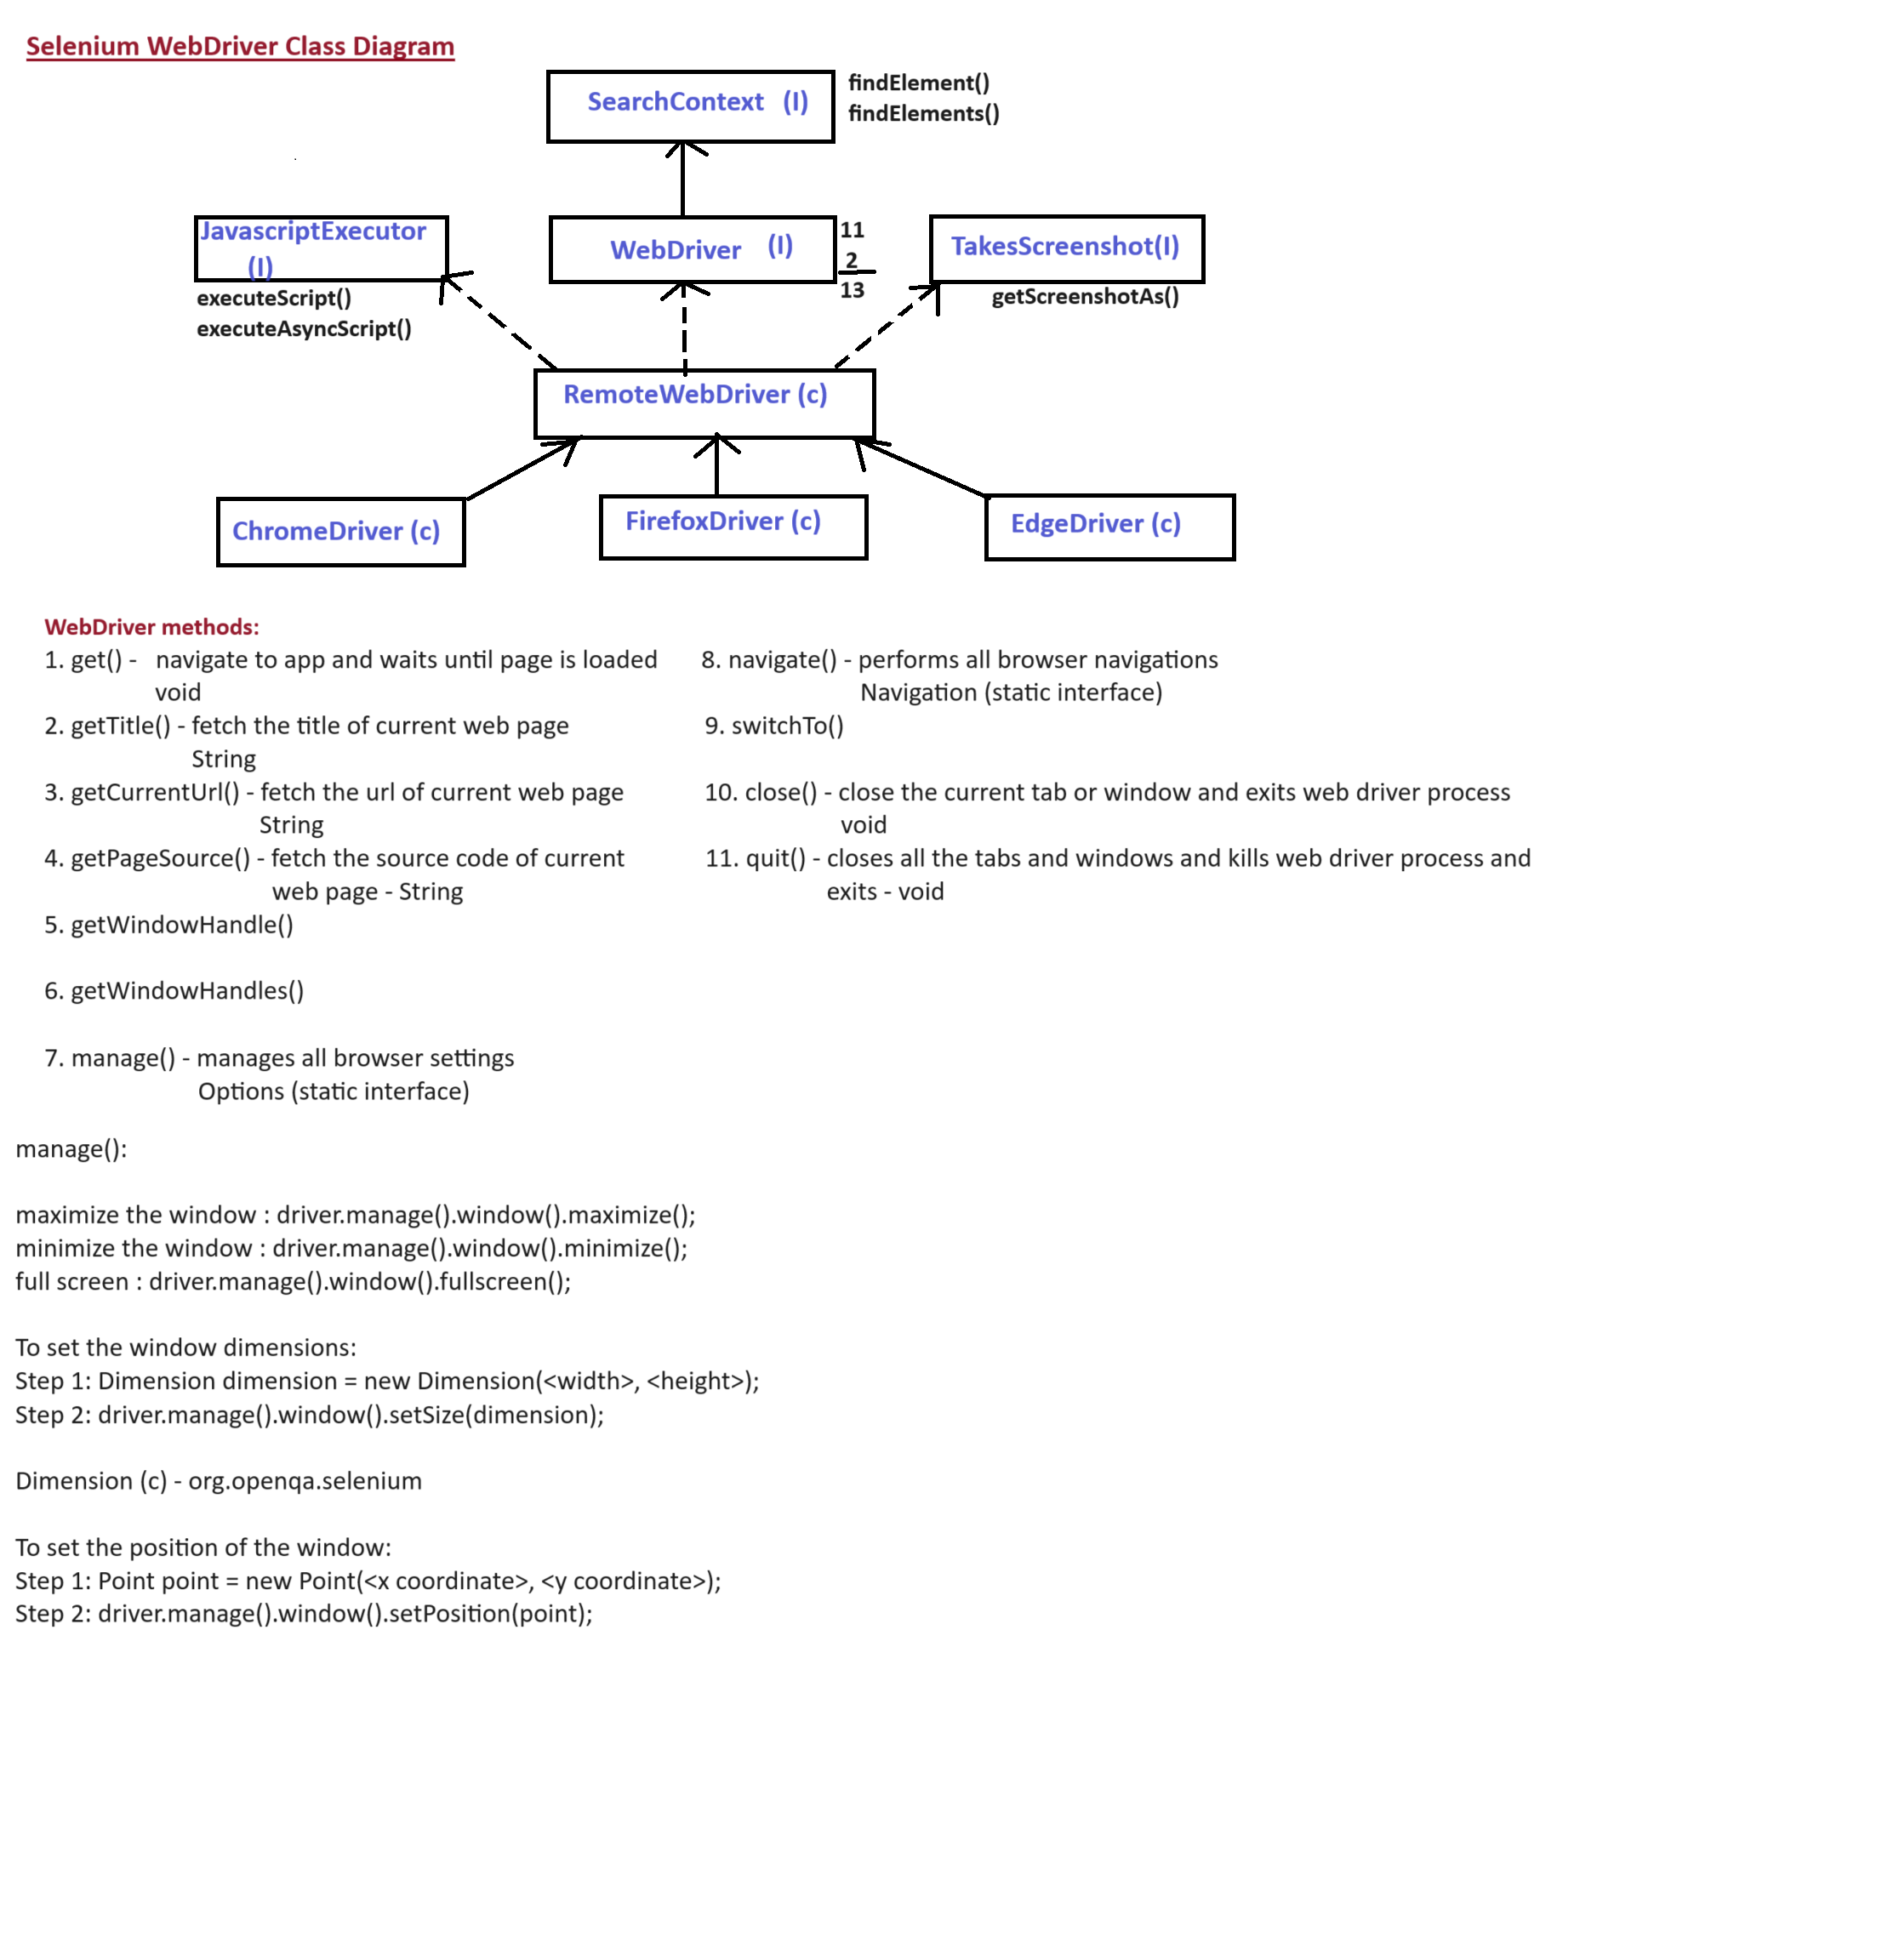 Selenium WebDriver Class Diagram
SearchContext (I)
findElement()
findElements()
JavascriptExecutor
(I)
executeScript()
executeAsyncScript()
WebDriver (I)
11
2
13
TakesScreenshot(I)
getScreenshotAs()
RemoteWebDriver (c)
ChromeDriver (c)
FirefoxDriver (c)
EdgeDriver (c)
WebDriver methods:
1. get() - navigate to app and waits until page is loaded
void
2. getTitle() - fetch the title of current web page
String
3. getCurrentUrl() - fetch the url of current web page
String
4. getPageSource() - fetch the source code of current
web page - String
5. getWindowHandle()
6. getWindowHandles()
7. manage() - manages all browser settings
Options (static interface)
8. navigate() - performs all browser navigations
Navigation (static interface)
9. switchTo()
10. close() - close the current tab or window and exits web driver process
void
11. quit() - closes all the tabs and windows and kills web driver process and
exits - void
manage():
maximize the window : driver.manage().window().maximize();
minimize the window : driver.manage().window().minimize();
full screen : driver.manage().window().fullscreen();
To set the window dimensions:
Step 1: Dimension dimension = new Dimension(<width>, <height>);
Step 2: driver.manage().window().setSize(dimension);
Dimension (c) - org.openqa.selenium
To set the position of the window:
Step 1: Point point = new Point(<x coordinate>, <y coordinate>);
Step 2: driver.manage().window().setPosition(point);